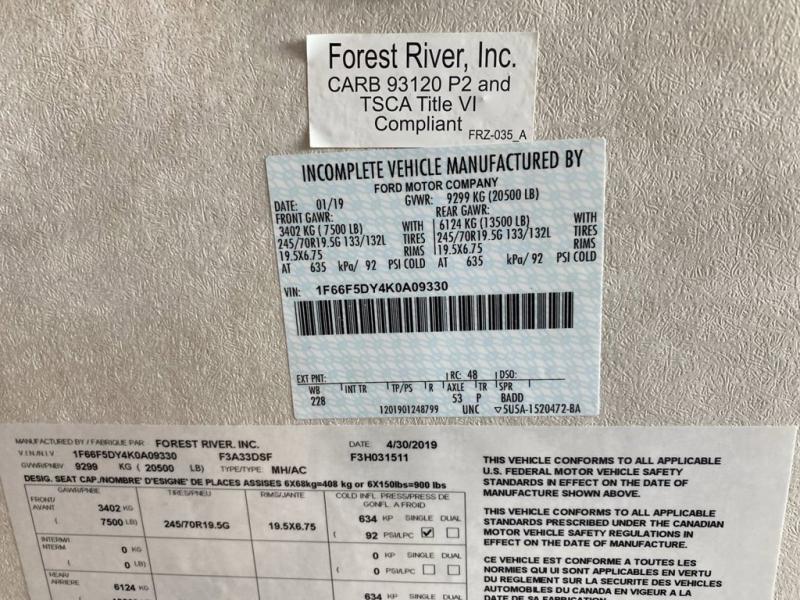 Forest River, Inc.
CARB 93120 P2 and
TSCA Title VI
Compliant
FRZ-035_A
INCOMPLETE VEHICLE MANUFACTURED BY
FORD MOTOR COMPANY
DATE: 01/19 GVWR: 9299 KG (20500 LB)
FRONT GAWR: REAR GAWR:
3402 KG (7500 LB) WITH 6124 KG (13500 LB) WITH
245/70R19.5G 133/132L TIRES 245/70R19.5G 133/132L TIRES
19.5X6.75 RIMS 19.5X6.75 RIMS
AT 635 kPa/ 92 PSI COLD AT 635 kPa/ 92 PSI COLD
VIN: 1F66F5DY4K0A09330
EXT PNT: RC: 48 DSO:
WB INT TR TP/PS R AXLE TR SPR
228 53 P BADD
1201901248799 UNC ▽5U5A-1520472-BA
MANUFACTURED BY / FABRIQUE PAR FOREST RIVER. INC. DATE: 4/30/2019
V.I.N./N.I.V 1F66F5DY4K0A09330 F3A33DSF F3H031511
GVWR/PNBV 9299 KG ( 20500 LB) TYPE/TYPE: MH/AC
DESIG. SEAT CAP./NOMBRE' D'ESIGNE' DE PLACES ASSISES 6X68kg=408 kg or 6X150lbs=900 lbs
GAWR/PNBE TIRES/PNEU RIMS/JANTE COLD INFL. PRESS/PRESS DE GONFL. A FROID
FRONT/ AVANT 3402 KG 634 KP SINGLE DUAL
( 7500 LB) 245/70R19.5G 19.5X6.75 ( 92 PSI/LPC
INTERM/ NTERM. 0 KG 0 KP SINGLE DUAL
( 0 LB) ( 0 PSI/LPC
REAR/ ARRIERE 6124 KG 634 KP SINGLE DUAL
THIS VEHICLE CONFORMS TO ALL APPLICABLE
U.S. FEDERAL MOTOR VEHICLE SAFETY
STANDARDS IN EFFECT ON THE DATE OF
MANUFACTURE SHOWN ABOVE.
THIS VEHICLE CONFORMS TO ALL APPLICABLE
STANDARDS PRESCRIBED UNDER THE CANADIAN
MOTOR VEHICLE SAFETY REGULATIONS IN
EFFECT ON THE DATE OF MANUFACTURE.
CE VEHICULE EST CONFORME A TOUTES LES
NORMES QUI UI SONT APPLICABLES EN VERTU
DU REGLEMENT SUR LA SECURITE DES VEHICLES
AUTOMOBILES DU CANADA EN VIGEUR A LA
DATE DE SA FABRICATION.